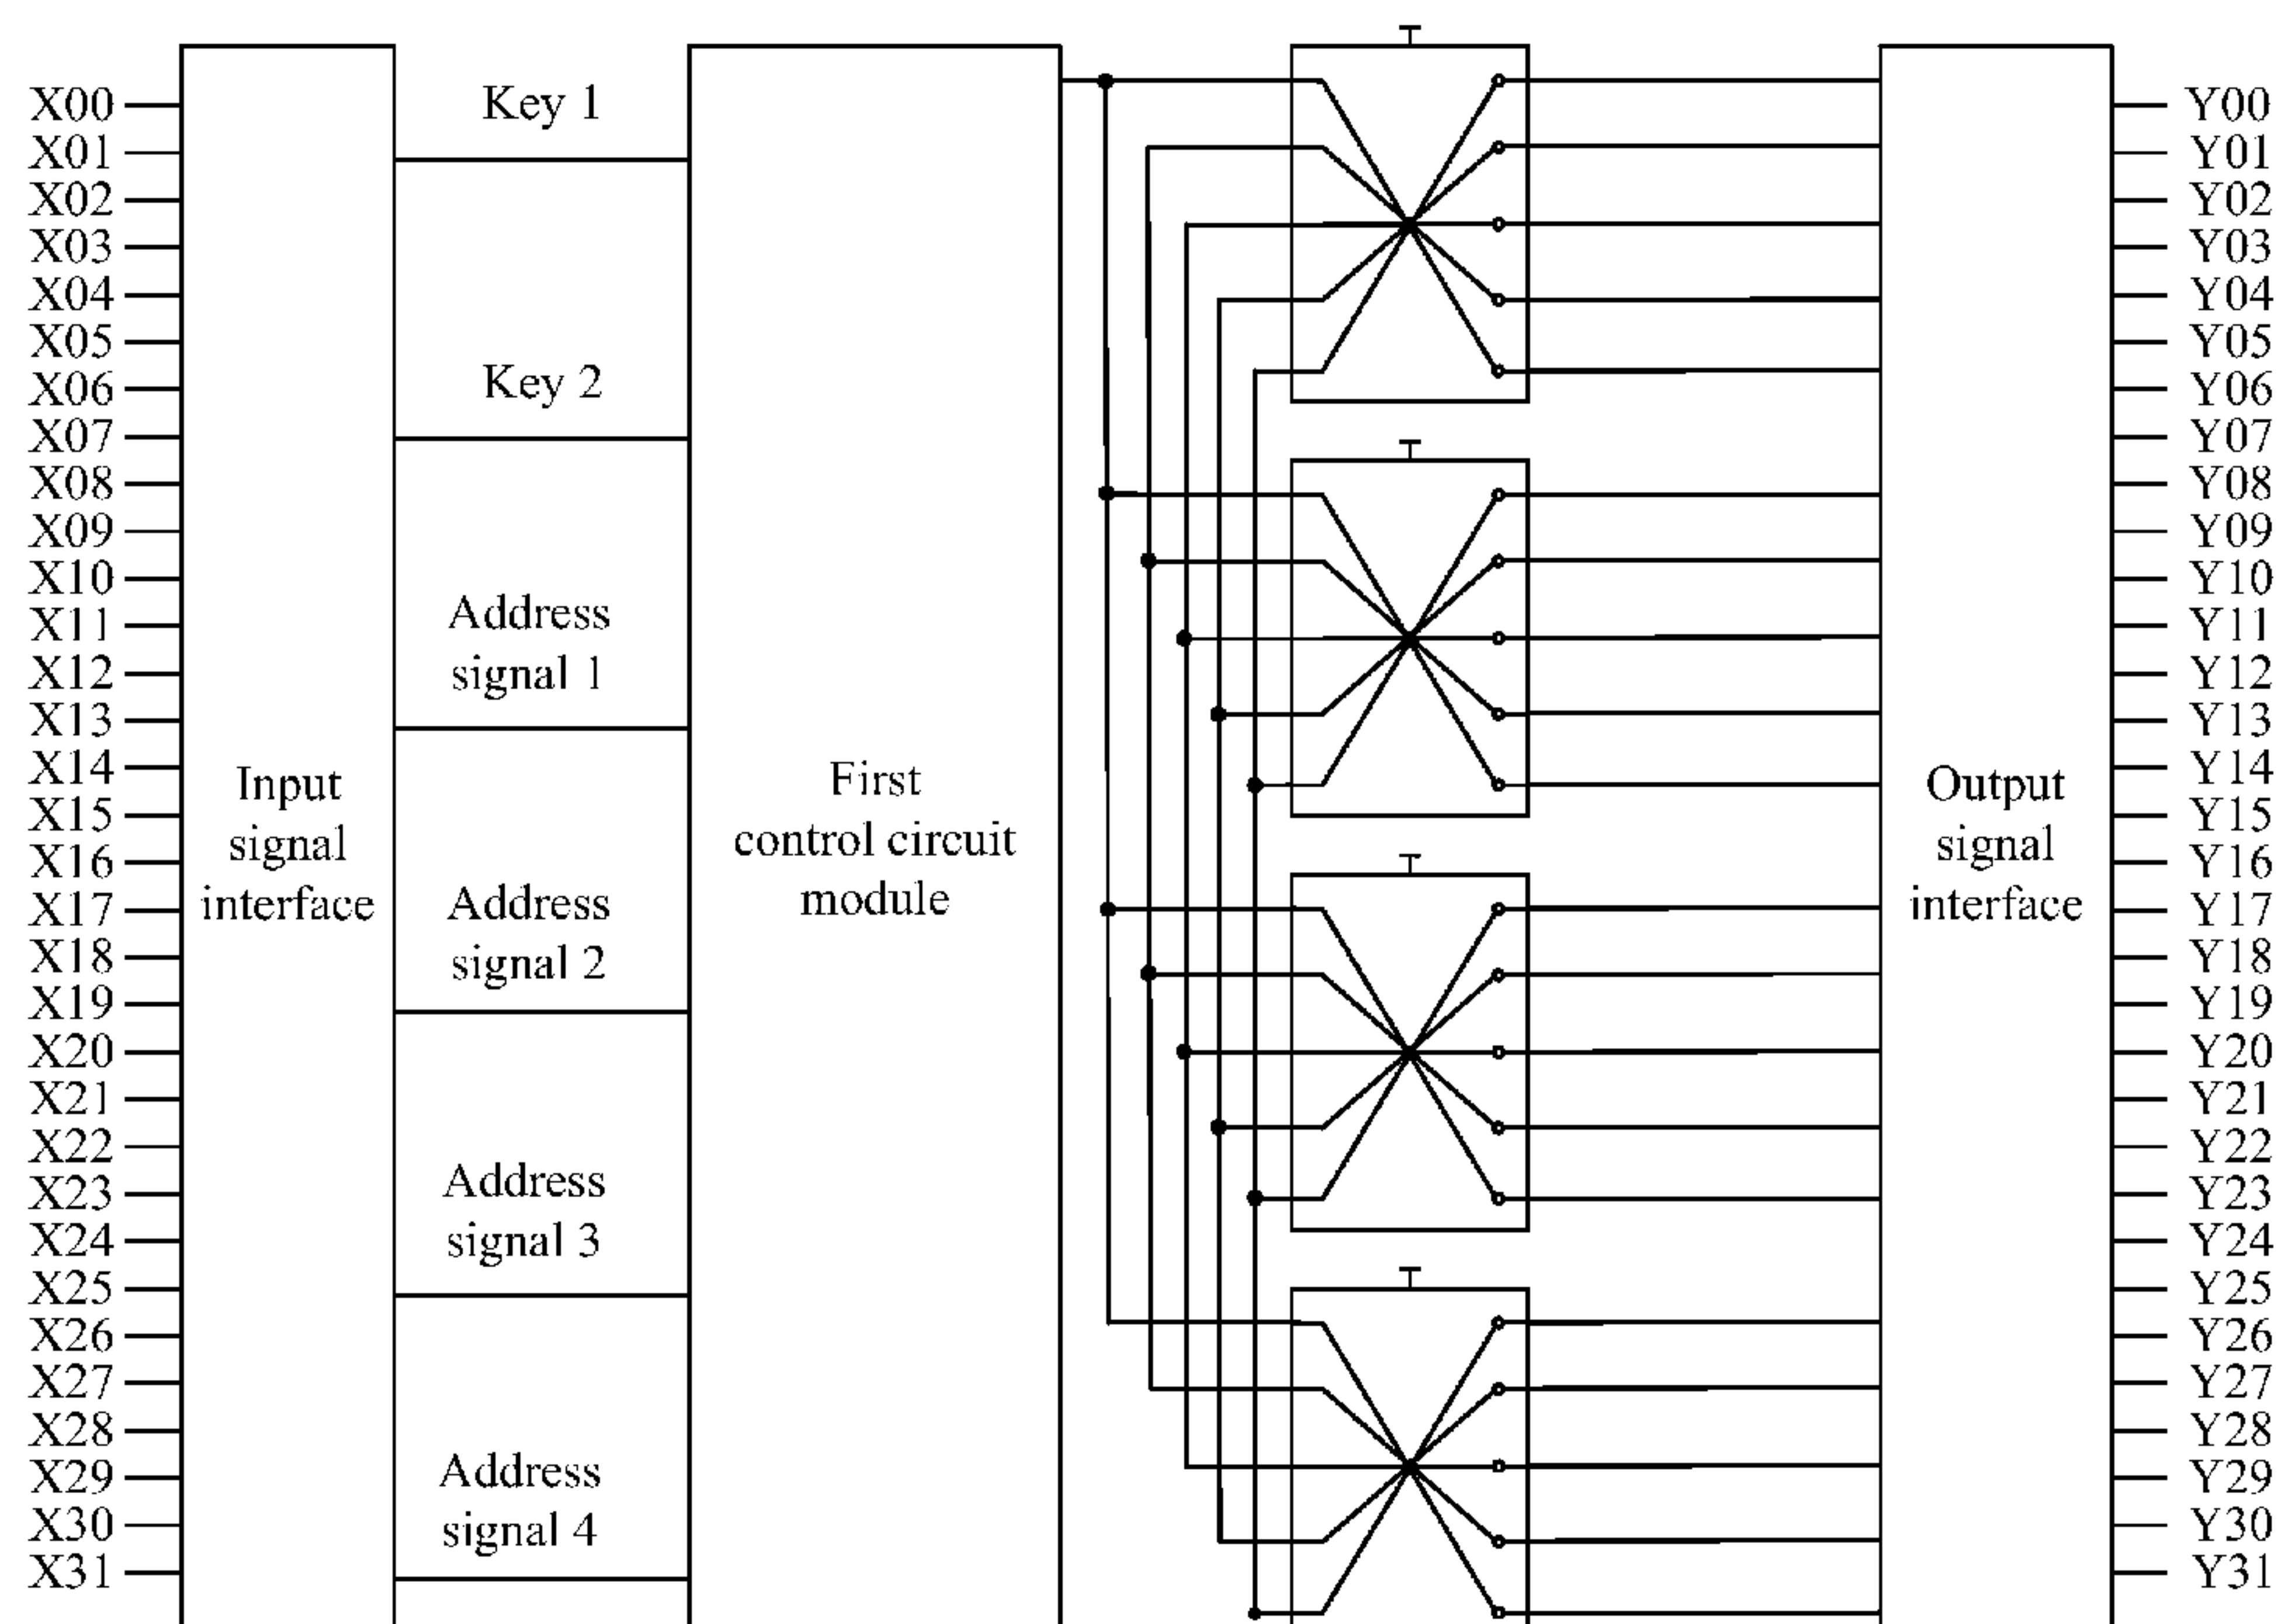 X00
X01
X02
X03
X04
X05
X06
X07
X08
X09
X10
X11
X12
X13
X14
X15
X16
X17
X18
X19
X20
X21
X22
X23
X24
X25
X26
X27
X28
X29
X30
X31
Input
signal
interface
Key 1
Key 2
Address
signal 1
Address
signal 2
Address
signal 3
Address
signal 4
First
control circuit
module
Output
signal
interface
Y00
Y01
Y02
Y03
Y04
Y05
Y06
Y07
Y08
Y09
Y10
Y11
Y12
Y13
Y14
Y15
Y16
Y17
Y18
Y19
Y20
Y21
Y22
Y23
Y24
Y25
Y26
Y27
Y28
Y29
Y30
Y31